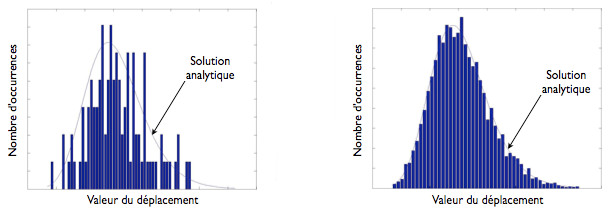 Nombre d'occurrences
Solution
analytique
Valeur du déplacement
Nombre d'occurrences
Solution
analytique
Valeur du déplacement